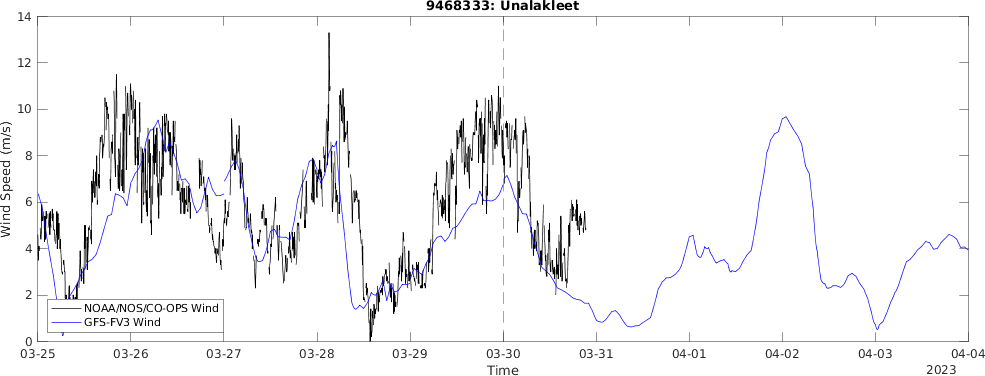 9468333: Unalakleet
14
12
10
8
6
4
2
0
Wind Speed (m/s)
NOAA/NOS/CO-OPS Wind
GFS-FV3 Wind
03-25 03-26 03-27 03-28 03-29 03-30 03-31 04-01 04-02 04-03 04-04
Time
2023